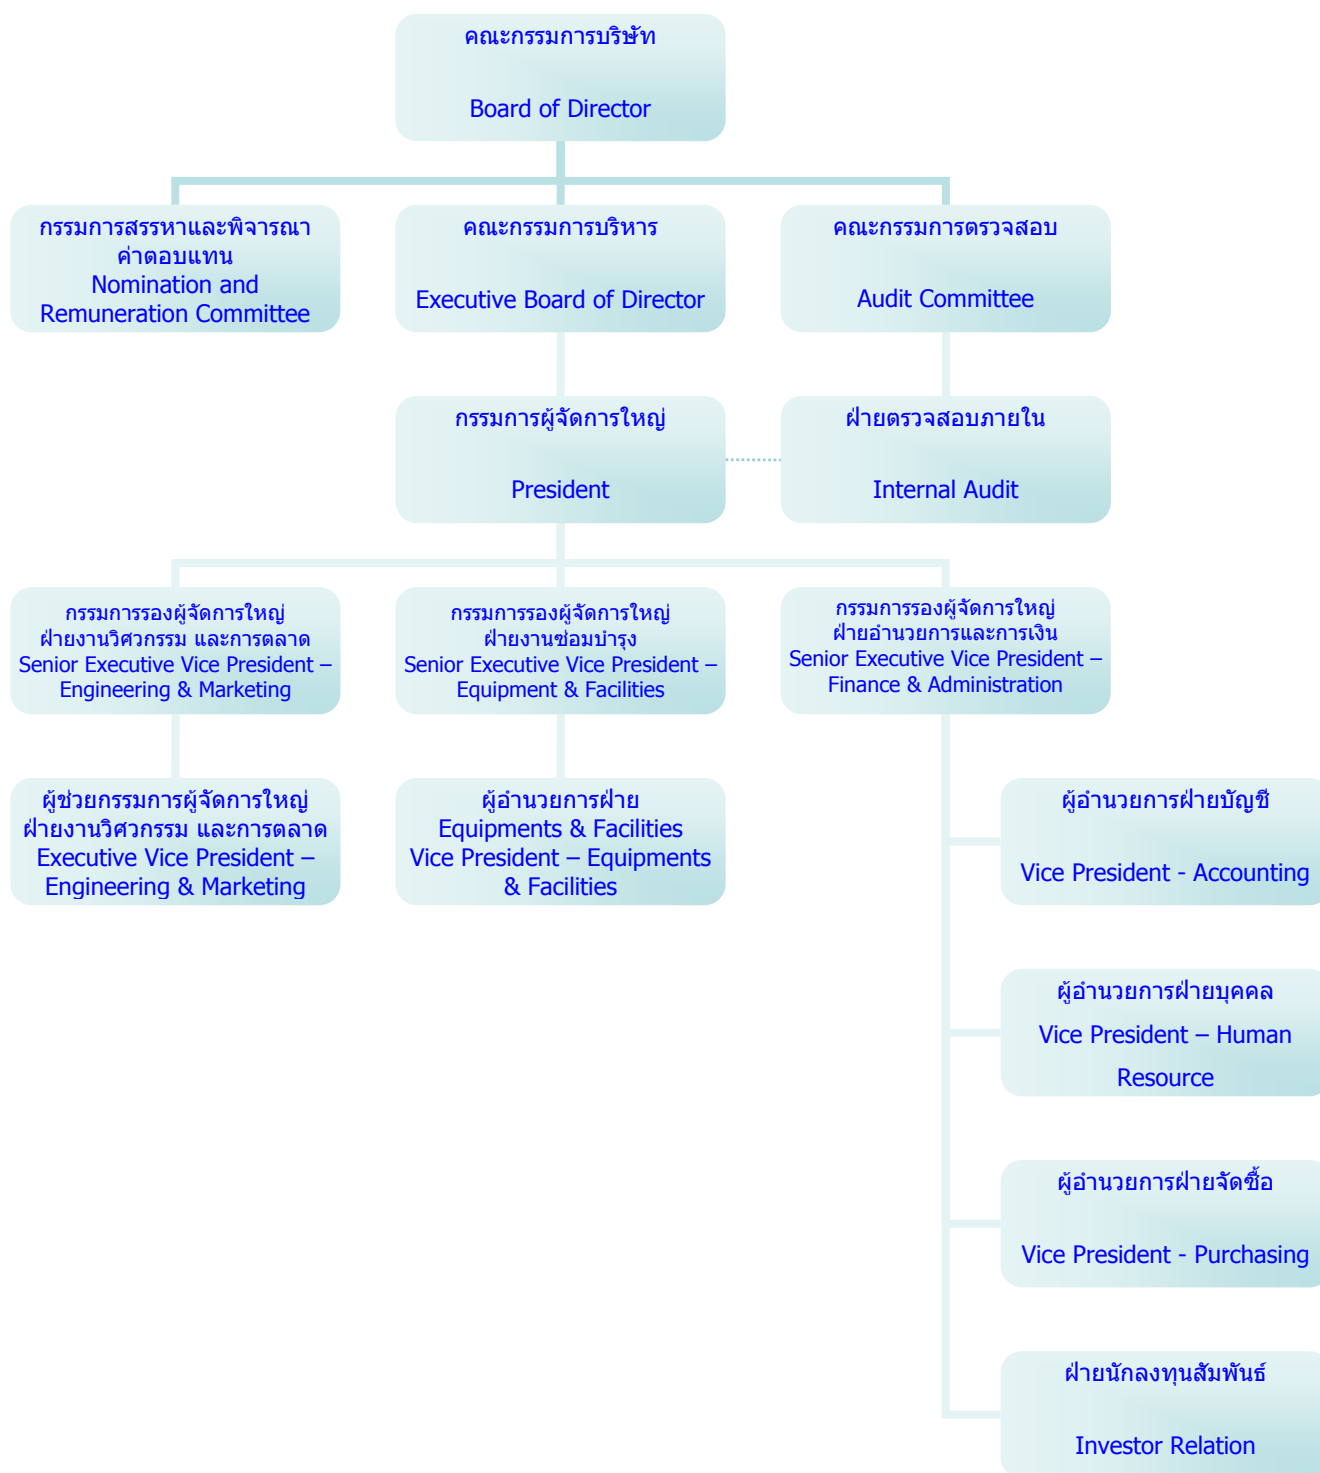 คณะกรรมการบริษัท
Board of Director
กรรมการสรรหาและพิจารณา
ค่าตอบแทน
Nomination and
Remuneration Committee
คณะกรรมการบริหาร
Executive Board of Director
คณะกรรมการตรวจสอบ
Audit Committee
กรรมการผู้จัดการใหญ่
President
ฝ่ายตรวจสอบภายใน
Internal Audit
กรรมการรองผู้จัดการใหญ่
ฝ่ายงานวิศวกรรม และการตลาด
Senior Executive Vice President –
Engineering & Marketing
กรรมการรองผู้จัดการใหญ่
ฝ่ายงานซ่อมบำรุง
Senior Executive Vice President –
Equipment & Facilities
กรรมการรองผู้จัดการใหญ่
ฝ่ายอำนวยการและการเงิน
Senior Executive Vice President –
Finance & Administration
ผู้ช่วยกรรมการผู้จัดการใหญ่
ฝ่ายงานวิศวกรรม และการตลาด
Executive Vice President –
Engineering & Marketing
ผู้อำนวยการฝ่าย
Equipments & Facilities
Vice President – Equipments
& Facilities
ผู้อำนวยการฝ่ายบัญชี
Vice President - Accounting
ผู้อำนวยการฝ่ายบุคคล
Vice President – Human
Resource
ผู้อำนวยการฝ่ายจัดซื้อ
Vice President - Purchasing
ฝ่ายนักลงทุนสัมพันธ์
Investor Relation